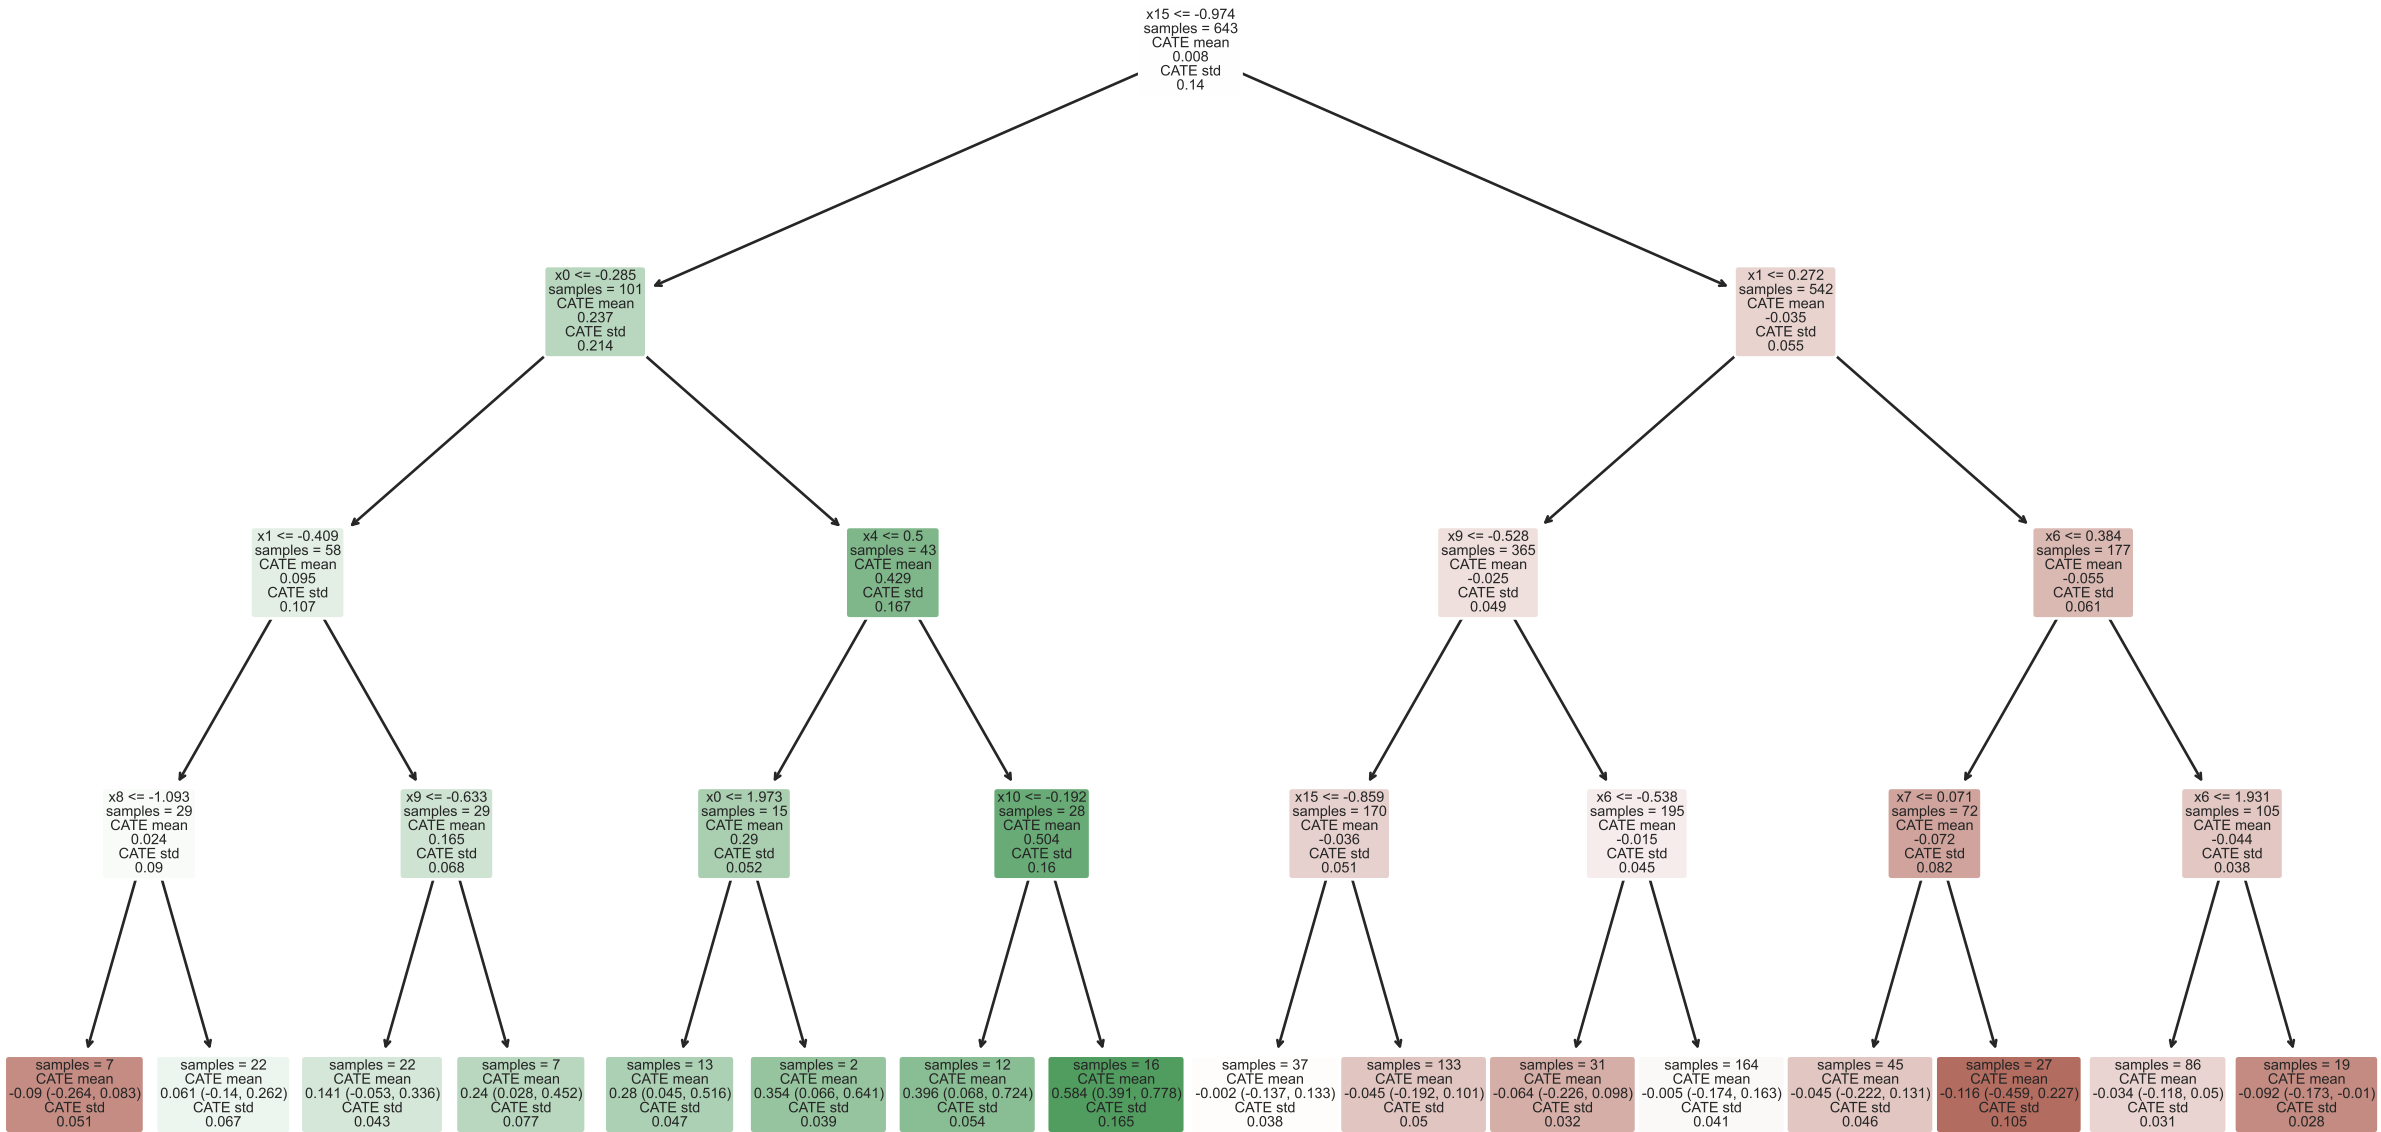 x15 <= -0.974
samples = 643
CATE mean
0.008
CATE std
0.14
x0 <= -0.285
samples = 101
CATE mean
0.237
CATE std
0.214
x1 <= 0.272
samples = 542
CATE mean
-0.035
CATE std
0.055
x1 <= -0.409
samples = 58
CATE mean
0.095
CATE std
0.107
x4 <= 0.5
samples = 43
CATE mean
0.429
CATE std
0.167
x9 <= -0.528
samples = 365
CATE mean
-0.025
CATE std
0.049
x6 <= 0.384
samples = 177
CATE mean
-0.055
CATE std
0.061
x8 <= -1.093
samples = 29
CATE mean
0.024
CATE std
0.09
x9 <= -0.633
samples = 29
CATE mean
0.165
CATE std
0.068
x0 <= 1.973
samples = 15
CATE mean
0.29
CATE std
0.052
x10 <= -0.192
samples = 28
CATE mean
0.504
CATE std
0.16
x15 <= -0.859
samples = 170
CATE mean
-0.036
CATE std
0.051
x6 <= -0.538
samples = 195
CATE mean
-0.015
CATE std
0.045
x7 <= 0.071
samples = 72
CATE mean
-0.072
CATE std
0.082
x6 <= 1.931
samples = 105
CATE mean
-0.044
CATE std
0.038
samples = 7
CATE mean
-0.09 (-0.264, 0.083)
CATE std
0.051
samples = 22
CATE mean
0.061 (-0.14, 0.262)
CATE std
0.067
samples = 22
CATE mean
0.141 (-0.053, 0.336)
CATE std
0.043
samples = 7
CATE mean
0.24 (0.028, 0.452)
CATE std
0.077
samples = 13
CATE mean
0.28 (0.045, 0.516)
CATE std
0.047
samples = 2
CATE mean
0.354 (0.066, 0.641)
CATE std
0.039
samples = 12
CATE mean
0.396 (0.068, 0.724)
CATE std
0.054
samples = 16
CATE mean
0.584 (0.391, 0.778)
CATE std
0.165
samples = 37
CATE mean
-0.002 (-0.137, 0.133)
CATE std
0.038
samples = 133
CATE mean
-0.045 (-0.192, 0.101)
CATE std
0.05
samples = 31
CATE mean
-0.064 (-0.226, 0.098)
CATE std
0.032
samples = 164
CATE mean
-0.005 (-0.174, 0.163)
CATE std
0.041
samples = 45
CATE mean
-0.045 (-0.222, 0.131)
CATE std
0.046
samples = 27
CATE mean
-0.116 (-0.459, 0.227)
CATE std
0.105
samples = 86
CATE mean
-0.034 (-0.118, 0.05)
CATE std
0.031
samples = 19
CATE mean
-0.092 (-0.173, -0.01)
CATE std
0.028